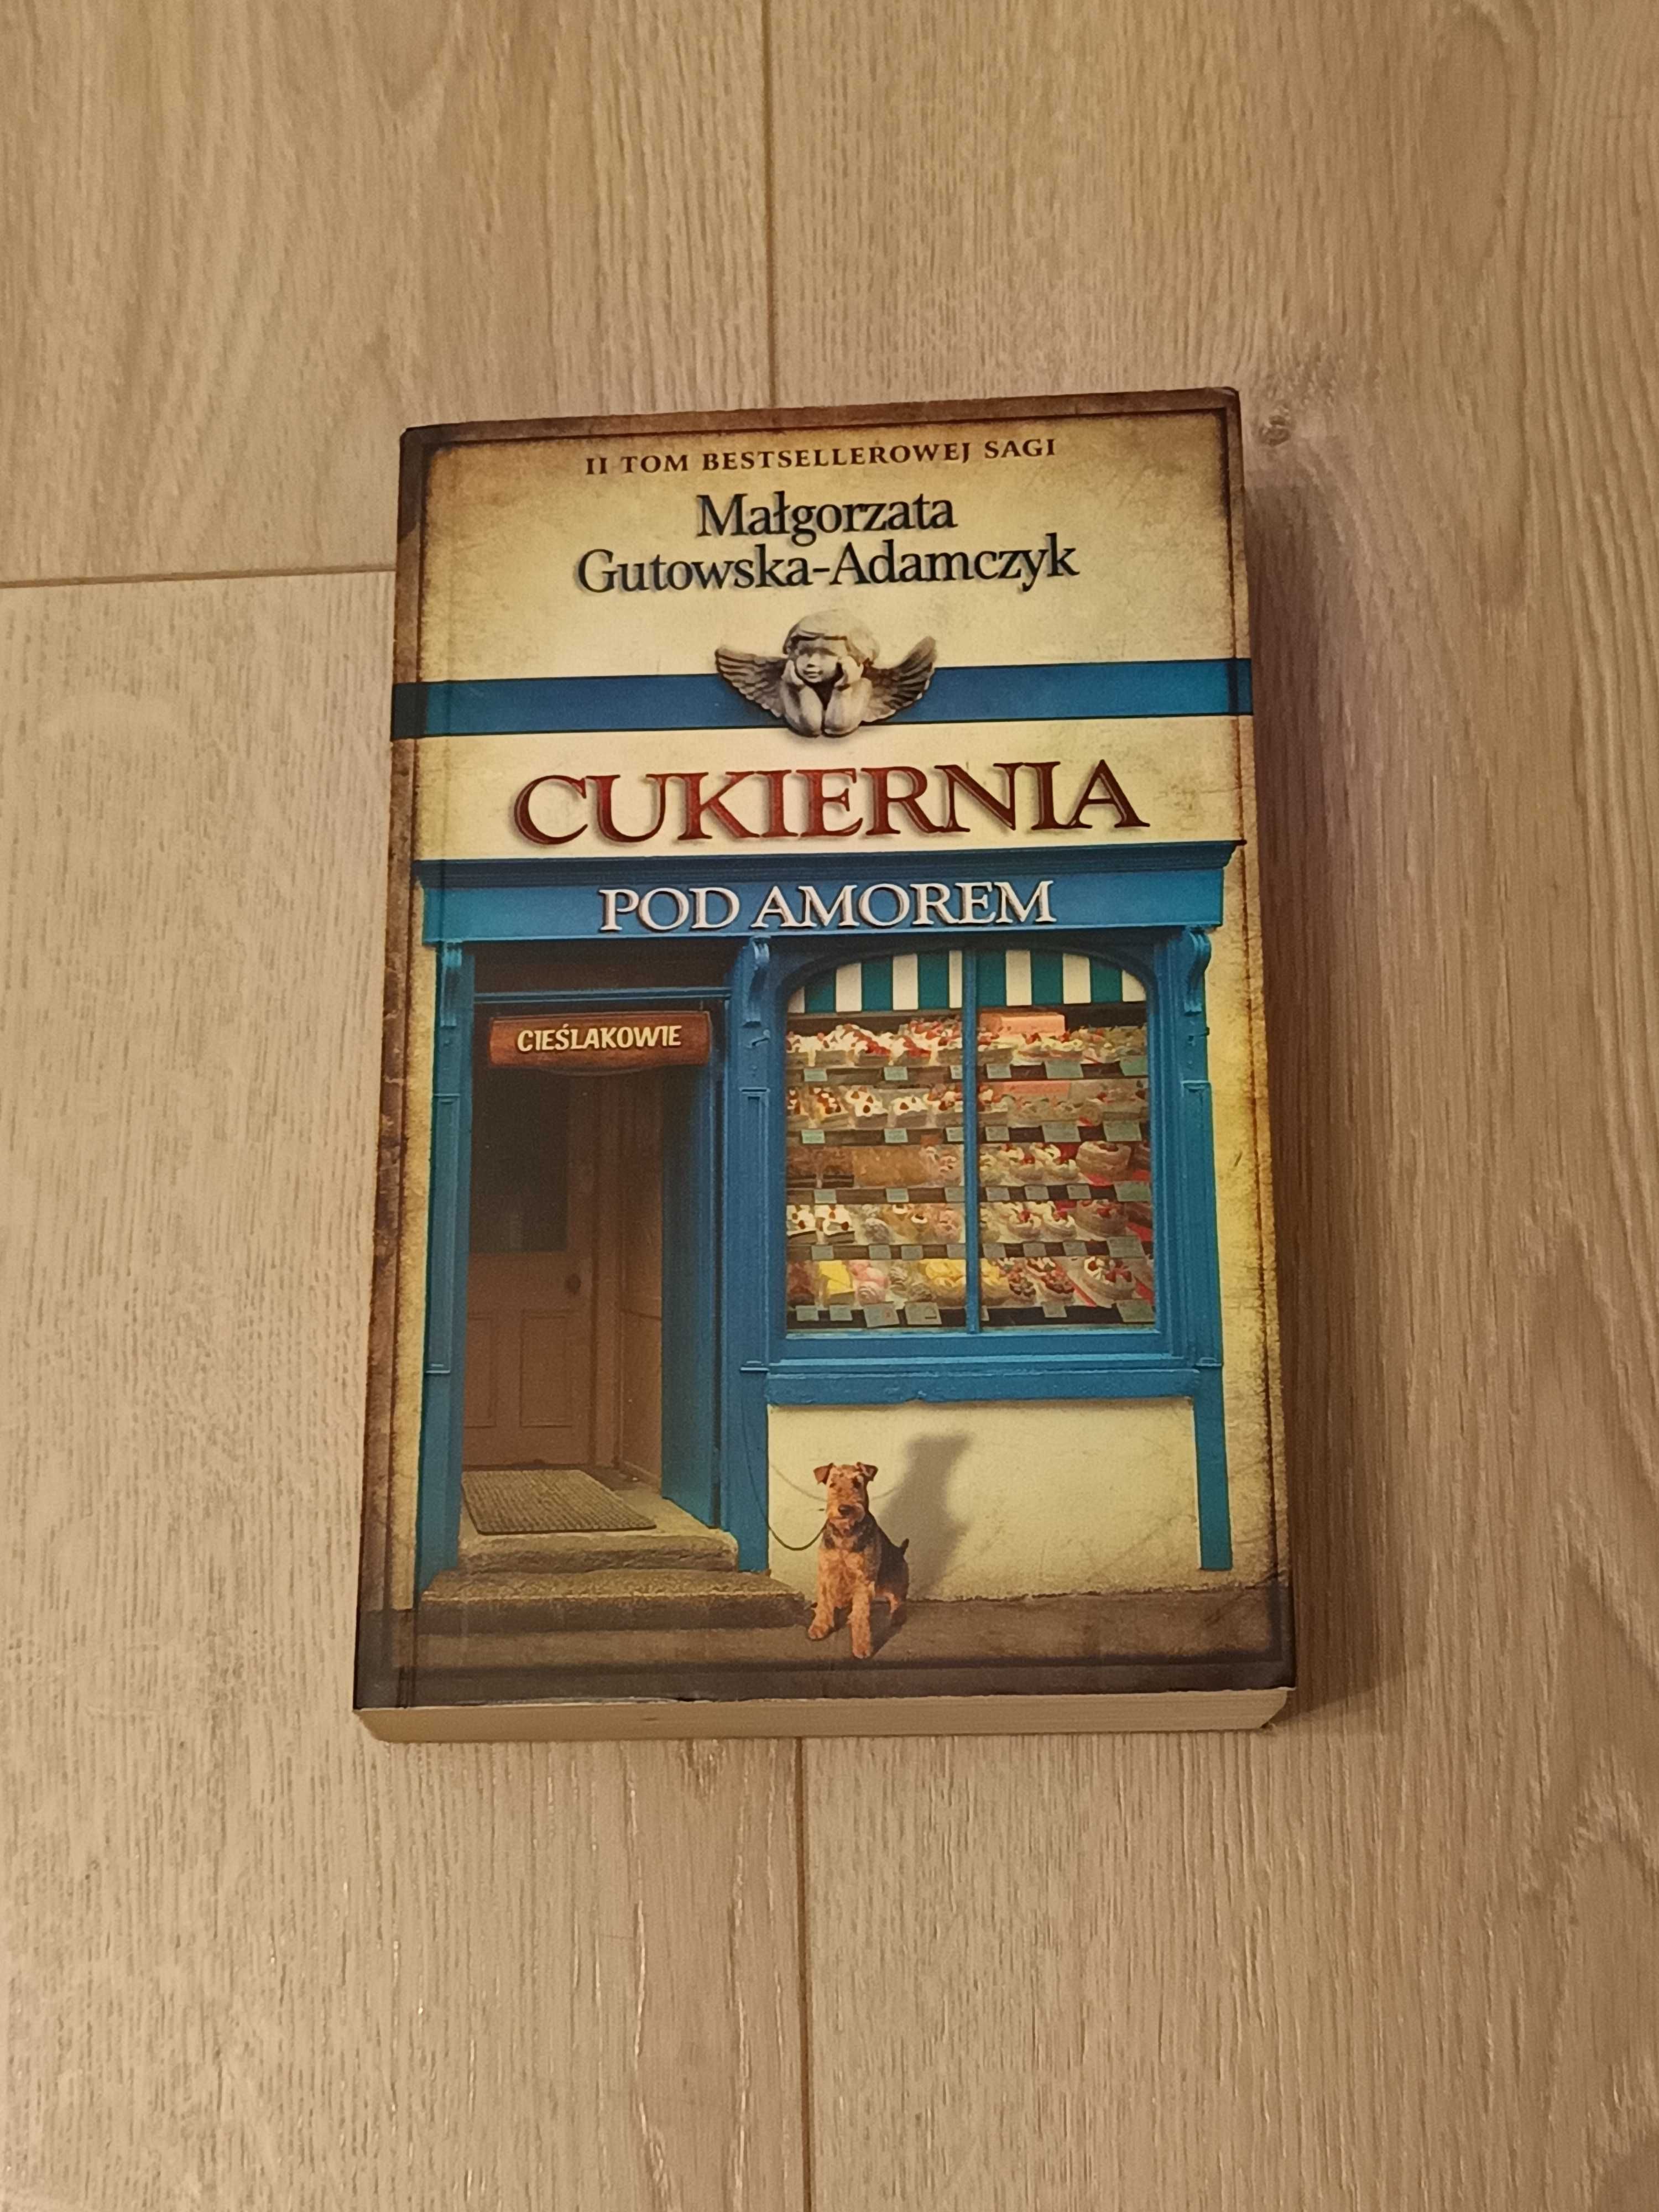 II TOM BESTSELLEROWEJ SAGI
Małgorzata
Gutowska-Adamczyk
CUKIERNIA
POD AMOREM
CIEŚLAKOWIE